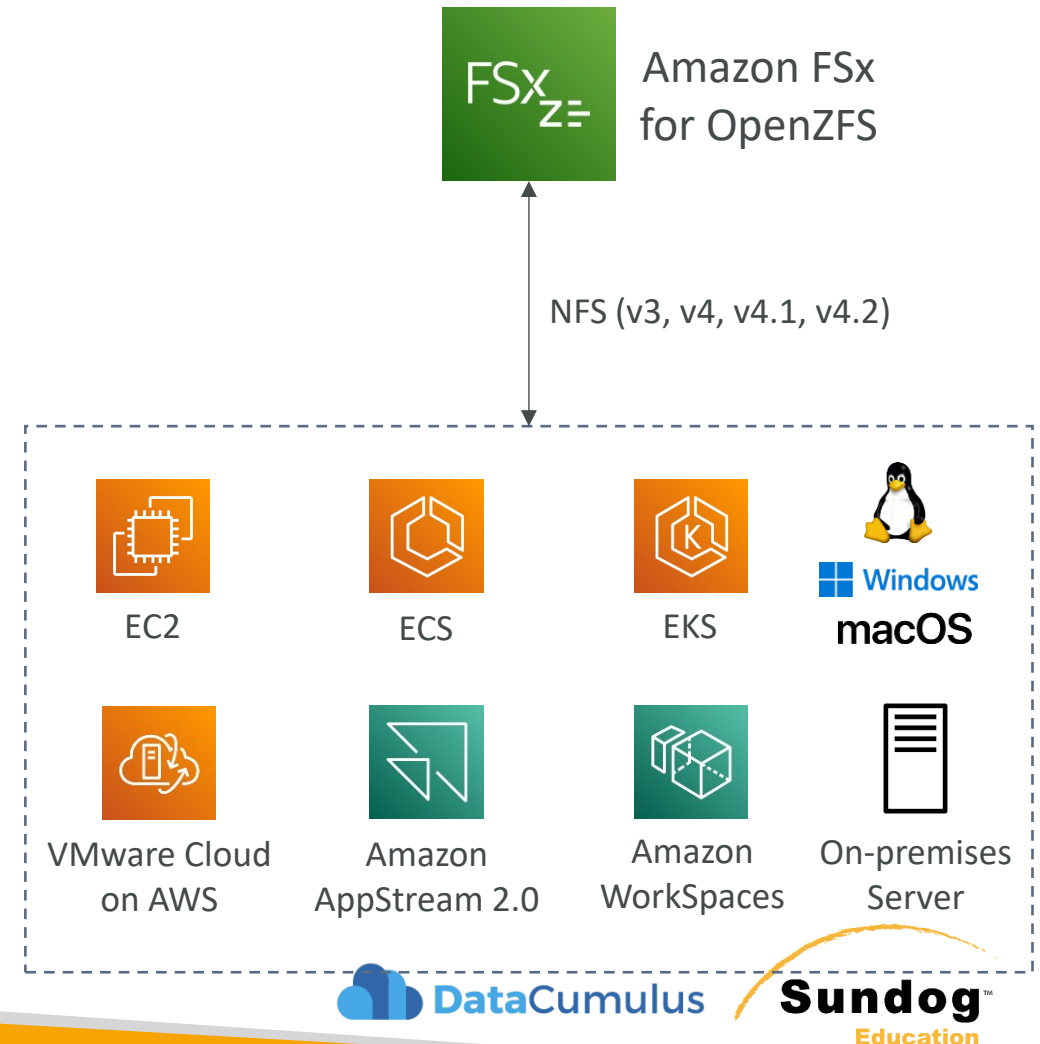 FSx
Z
Amazon FSx
for OpenZFS
NFS (v3, v4, v4.1, v4.2)
K
Windows
macOS
EC2
ECS
EKS
VMware Cloud
on AWS
Amazon
AppStream 2.0
Amazon
WorkSpaces
On-premises
Server
DataCumulus
Sundog™
Education